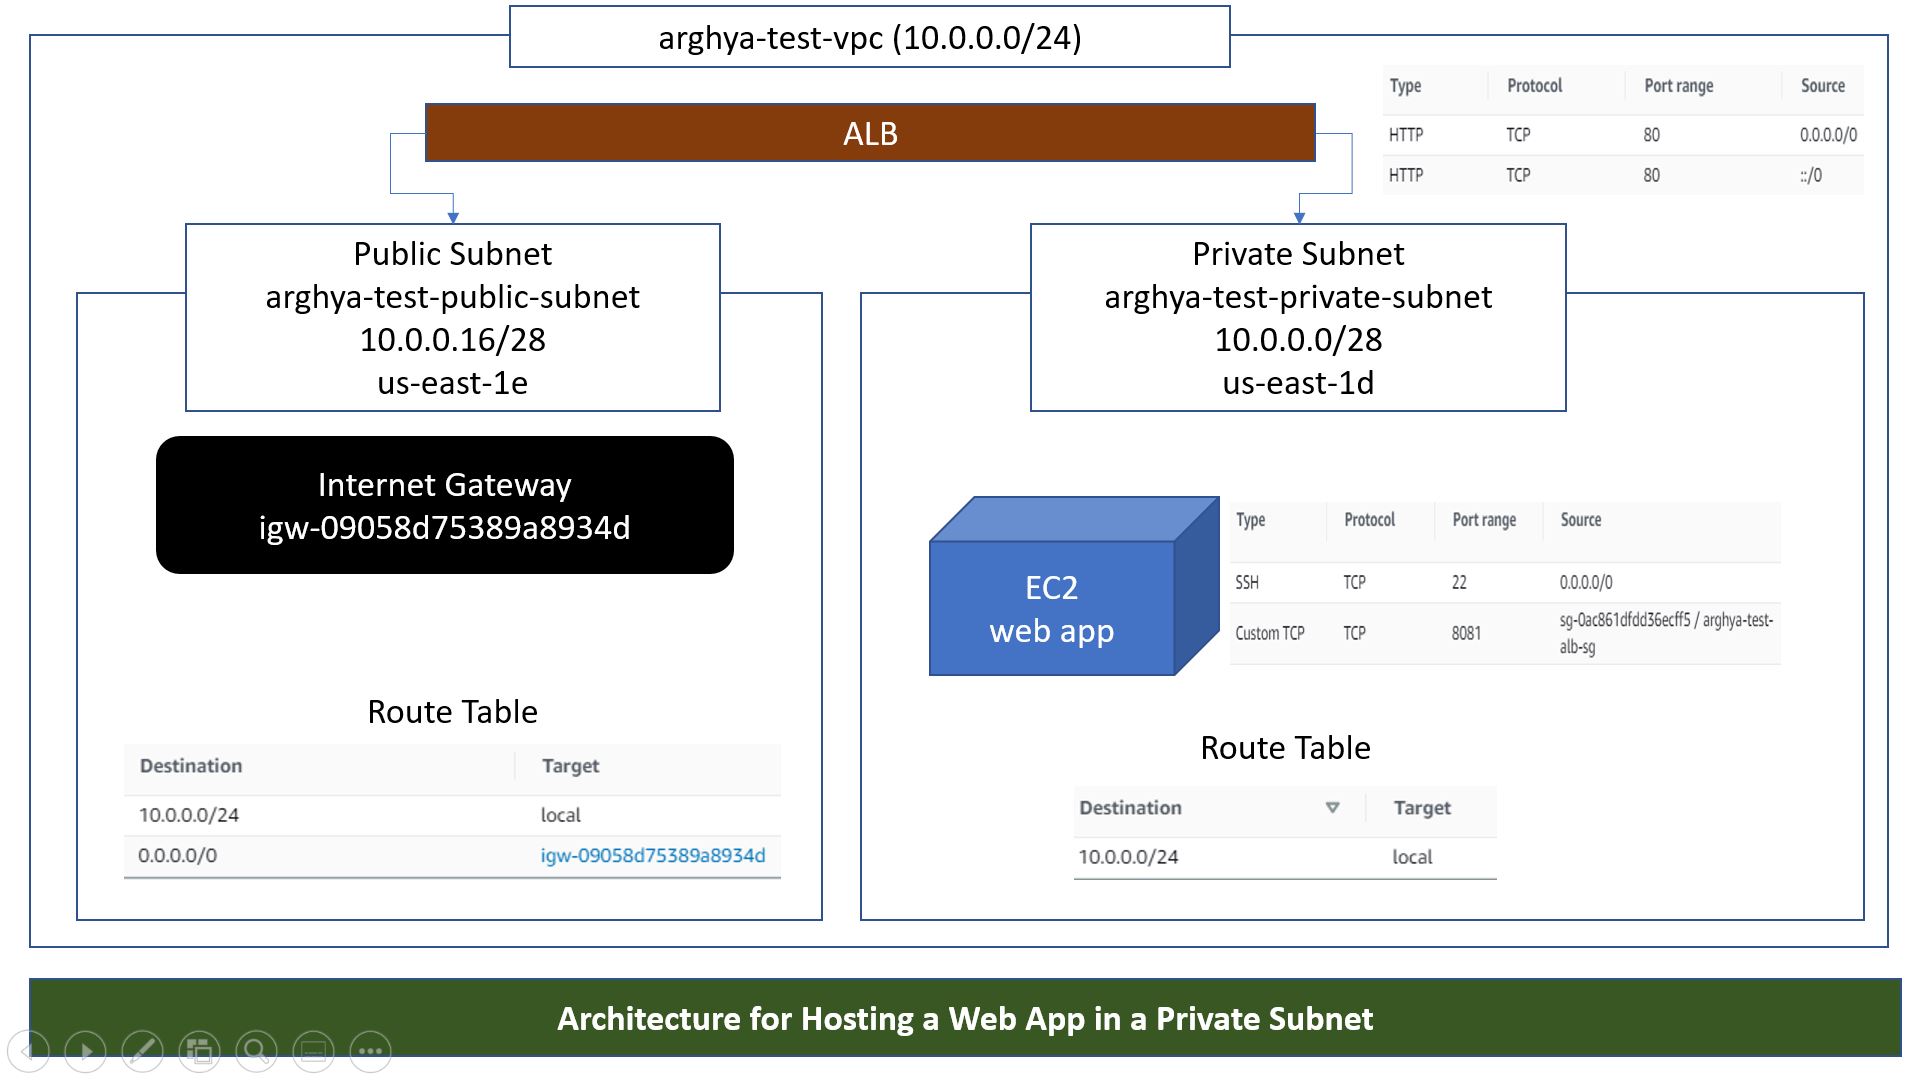 arghya-test-vpc (10.0.0.0/24)
ALB
Type Protocol Port range Source
HTTP TCP 80 0.0.0.0/0
HTTP TCP 80 ::/0
Public Subnet
arghya-test-public-subnet
10.0.0.16/28
us-east-1e
Internet Gateway
igw-09058d75389a8934d
Route Table
Destination Target
10.0.0.0/24 local
0.0.0.0/0 igw-09058d75389a8934d
Private Subnet
arghya-test-private-subnet
10.0.0.0/28
us-east-1d
EC2
web app
Type Protocol Port range Source
SSH TCP 22 0.0.0.0/0
Custom TCP TCP 8081 sg-0ac861dfdd36ecff5 / arghya-test-
alb-sg
Route Table
Destination Target
10.0.0.0/24 local
Architecture for Hosting a Web App in a Private Subnet